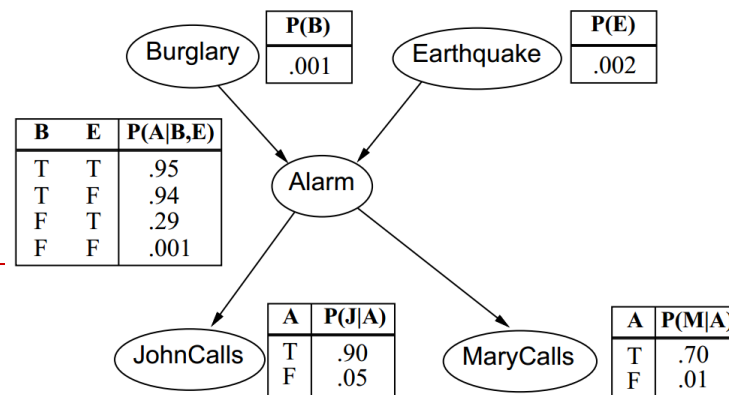 Burglary
P(B)
.001
Earthquake
P(E)
.002
B E P(A|B,E)
T T .95
T F .94
F T .29
F F .001
Alarm
JohnCalls
A P(J|A)
T .90
F .05
MaryCalls
A P(M|A)
T .70
F .01